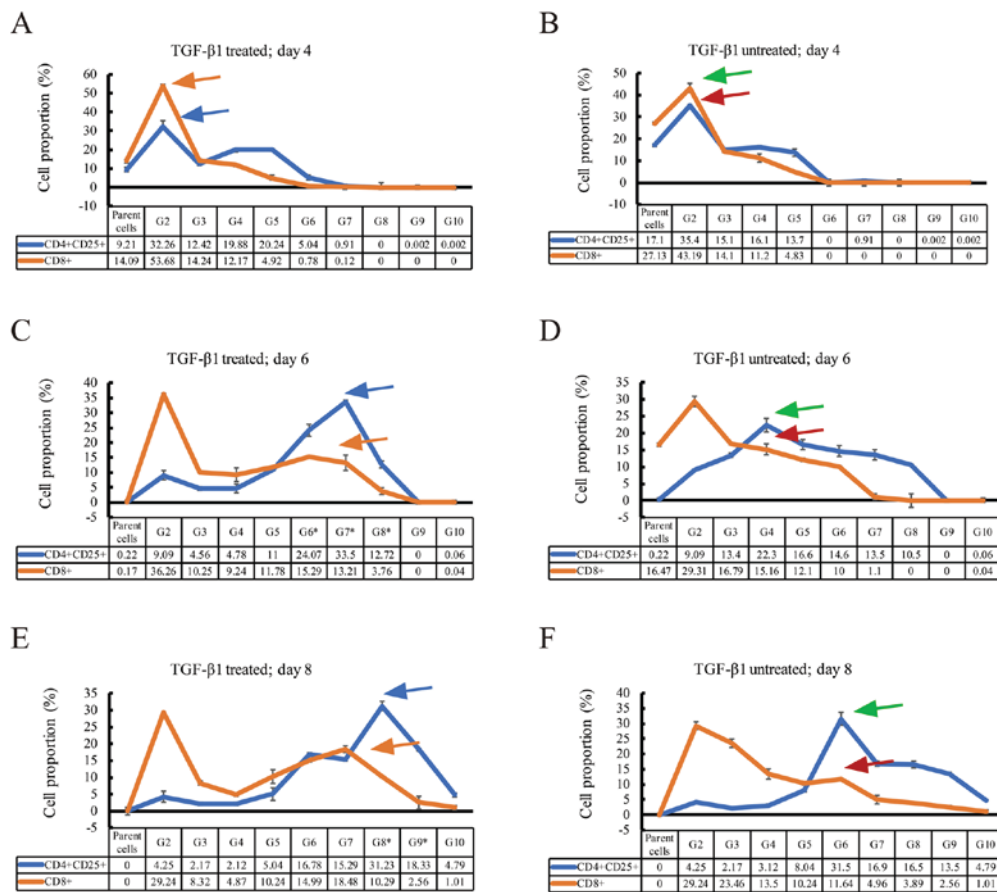 A
TGF-β1 treated; day 4
Cell proportion (%)
60
50
40
30
20
10
0
-10
Parent cells G2 G3 G4 G5 G6 G7 G8 G9 G10
CD4+CD25+ 9.21 32.26 12.42 19.88 20.24 5.04 0.91 0 0.002 0.002
CD8+ 14.09 53.68 14.24 12.17 4.92 0.78 0.12 0 0 0
B
TGF-β1 untreated; day 4
Cell proportion (%)
50
40
30
20
10
0
-10
Parent cells G2 G3 G4 G5 G6 G7 G8 G9 G10
CD4+CD25+ 17.1 35.4 15.1 16.1 13.7 0 0.91 0 0.002 0.002
CD8+ 27.13 43.19 14.1 11.2 4.83 0 0 0 0 0
C
TGF-β1 treated; day 6
Cell proportion (%)
40
35
30
25
20
15
10
5
0
-5
Parent cells G2 G3 G4 G5 G6* G7* G8* G9 G10
CD4+CD25+ 0.22 9.09 4.56 4.78 11 24.07 33.5 12.72 0 0.06
CD8+ 0.17 36.26 10.25 9.24 11.78 15.29 13.21 3.76 0 0.04
D
TGF-β1 untreated; day 6
Cell proportion (%)
35
30
25
20
15
10
5
0
-5
Parent cells G2 G3 G4 G5 G6 G7 G8 G9 G10
CD4+CD25+ 0.22 9.09 13.4 22.3 16.6 14.6 13.5 10.5 0 0.06
CD8+ 16.47 29.31 16.79 15.16 12.1 10 1.1 0 0 0.04
E
TGF-β1 treated; day 8
Cell proportion (%)
35
30
25
20
15
10
5
0
-5
Parent cells G2 G3 G4 G5 G6 G7 G8* G9* G10
CD4+CD25+ 0 4.25 2.17 2.12 5.04 16.78 15.29 31.23 18.33 4.79
CD8+ 0 29.24 8.32 4.87 10.24 14.99 18.48 10.29 2.56 1.01
F
TGF-β1 untreated; day 8
Cell proportion (%)
40
35
30
25
20
15
10
5
0
-5
Parent cells G2 G3 G4 G5 G6 G7 G8 G9 G10
CD4+CD25+ 0 4.25 2.17 3.12 8.04 31.5 16.9 16.5 13.5 4.79
CD8+ 0 29.24 23.46 13.5 10.24 11.64 4.96 3.89 2.56 1.01